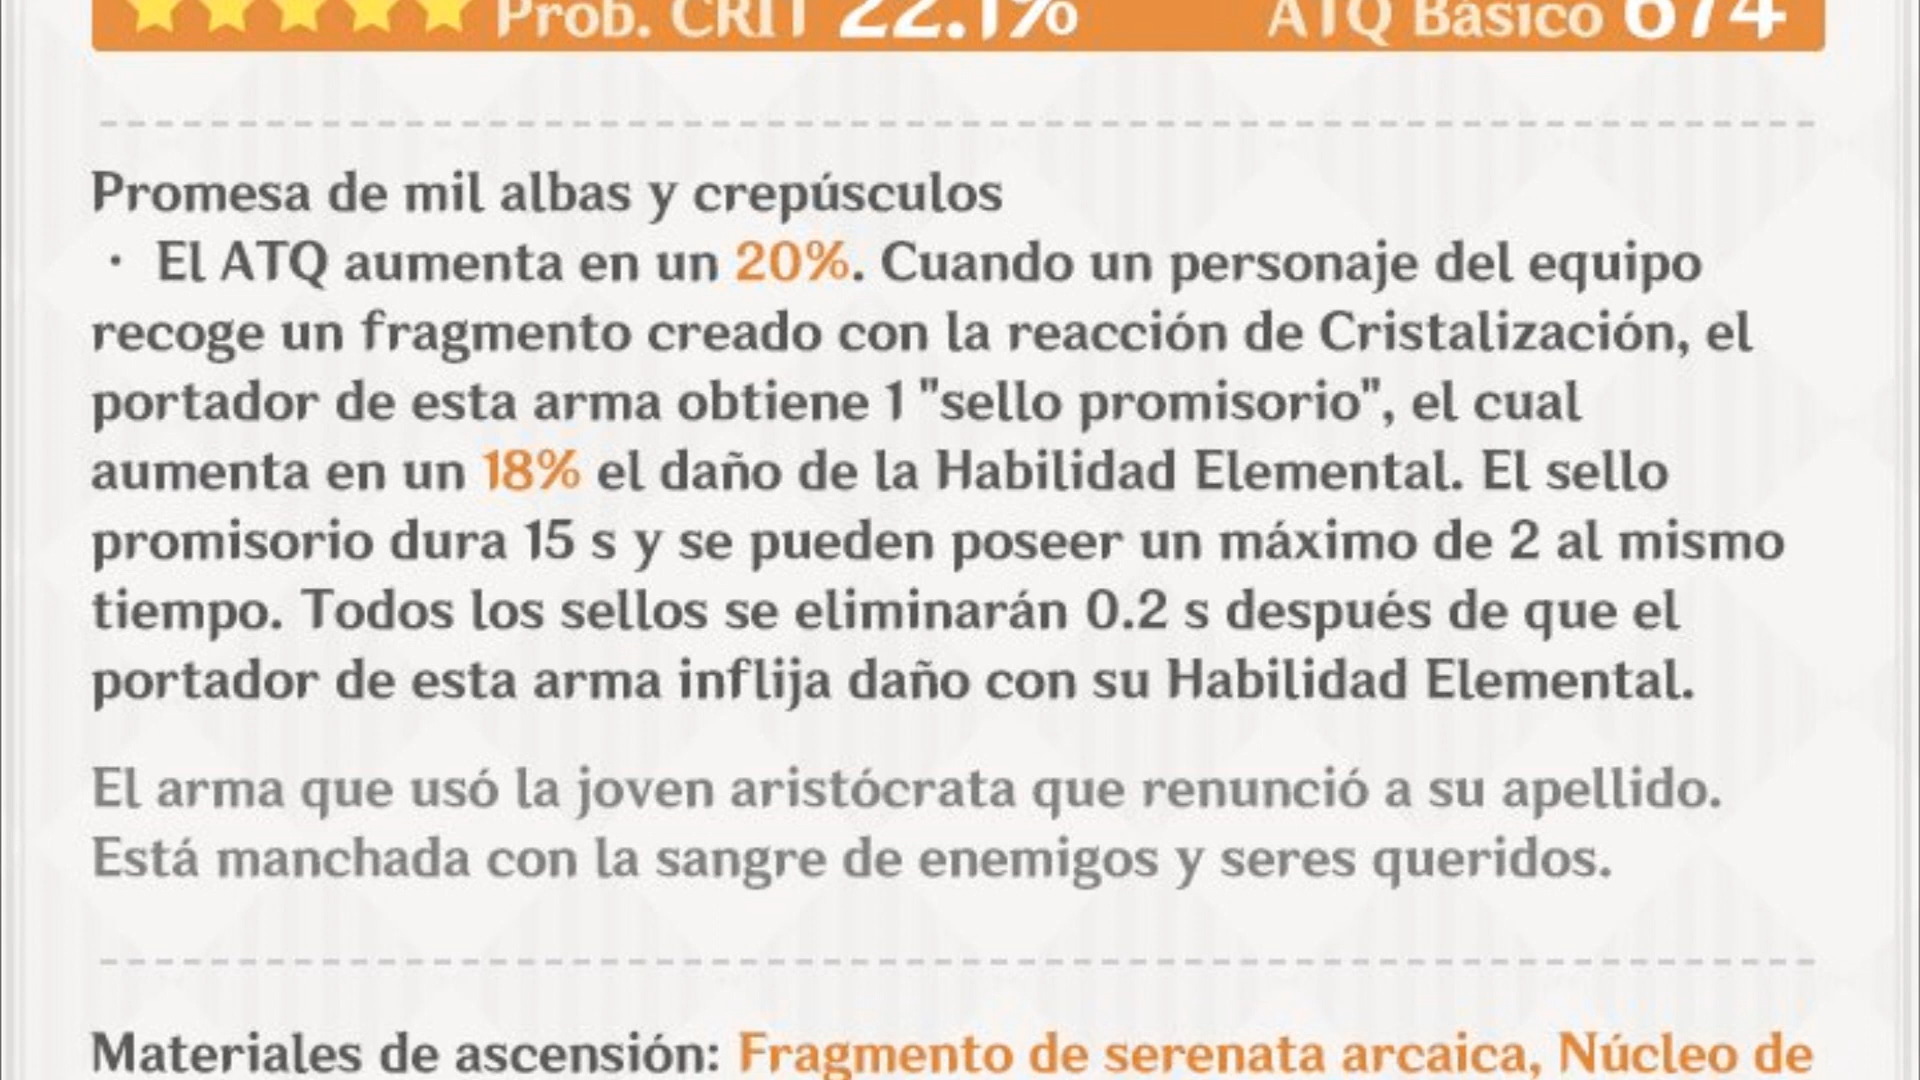 Prob. CRIT 22.1% ATQ Básico 674
Promesa de mil albas y crepúsculos
· El ATQ aumenta en un 20%. Cuando un personaje del equipo
recoge un fragmento creado con la reacción de Cristalización, el
portador de esta arma obtiene 1 "sello promisorio", el cual
aumenta en un 18% el daño de la Habilidad Elemental. El sello
promisorio dura 15 s y se pueden poseer un máximo de 2 al mismo
tiempo. Todos los sellos se eliminarán 0.2 s después de que el
portador de esta arma inflija daño con su Habilidad Elemental.
El arma que usó la joven aristócrata que renunció a su apellido.
Está manchada con la sangre de enemigos y seres queridos.
Materiales de ascensión: Fragmento de serenata arcaica, Núcleo de